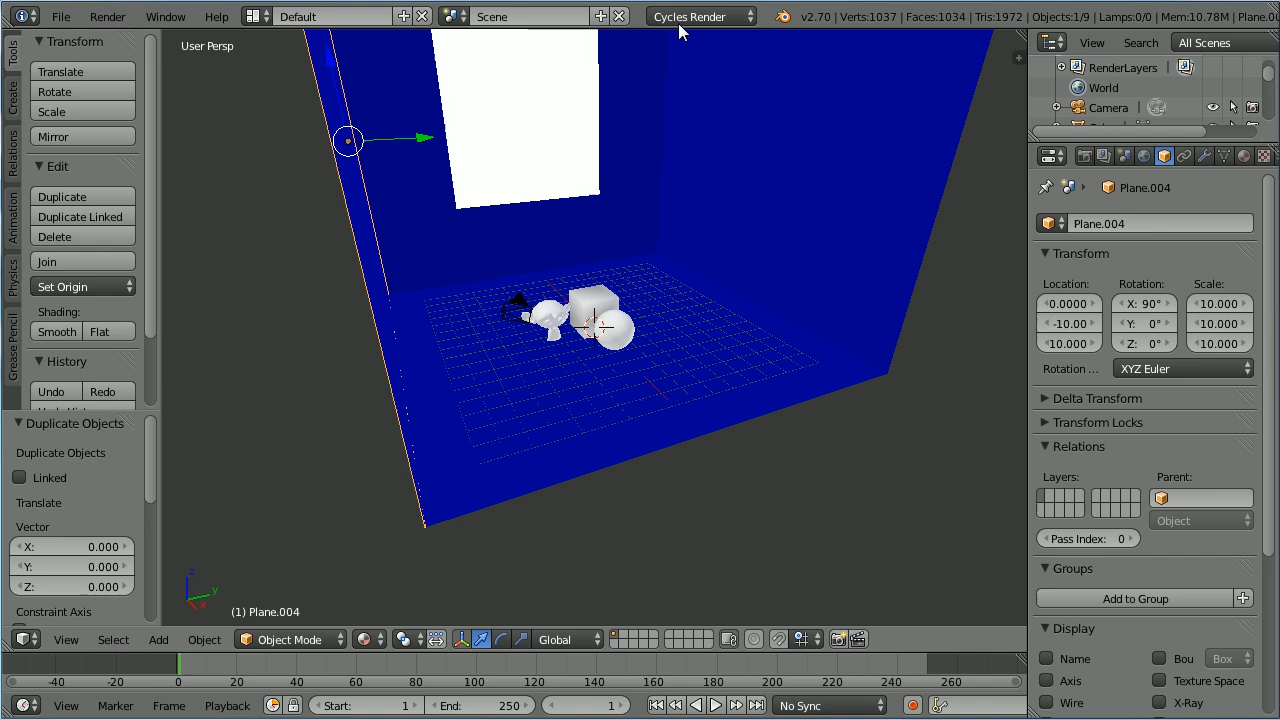 File Render Window Help Default Scene Cycles Render v2.70 | Verts:1037 | Faces:1034 | Tris:1972 | Objects:1/9 | Lamps:0/0 | Mem:10.78M | Plane.00
Tools
Create
Relations
Animation
Physics
Grease Pencil
Transform
Translate
Rotate
Scale
Mirror
Edit
Duplicate
Duplicate Linked
Delete
Join
Set Origin
Shading:
Smooth Flat
History
Undo Redo
Duplicate Objects
Duplicate Objects
Linked
Translate
Vector
X: 0.000
Y: 0.000
Z: 0.000
Constraint Axis
User Persp
z
y
x
(1) Plane.004
View Select Add Object Object Mode Global
-40 -20 0 20 40 60 80 100 120 140 160 180 200 220 240 260
View Marker Frame Playback Start: 1 End: 250 1 No Sync
View Search All Scenes
RenderLayers |
World
Camera |
Plane.004
Plane.004
Transform
Location: Rotation: Scale:
0.0000 X: 90° 10.000
-10.00 Y: 0° 10.000
10.000 Z: 0° 10.000
Rotation ... XYZ Euler
Delta Transform
Transform Locks
Relations
Layers: Parent:
Object
Pass Index: 0
Groups
Add to Group
Display
Name Bou Box
Axis Texture Space
Wire X-Ray